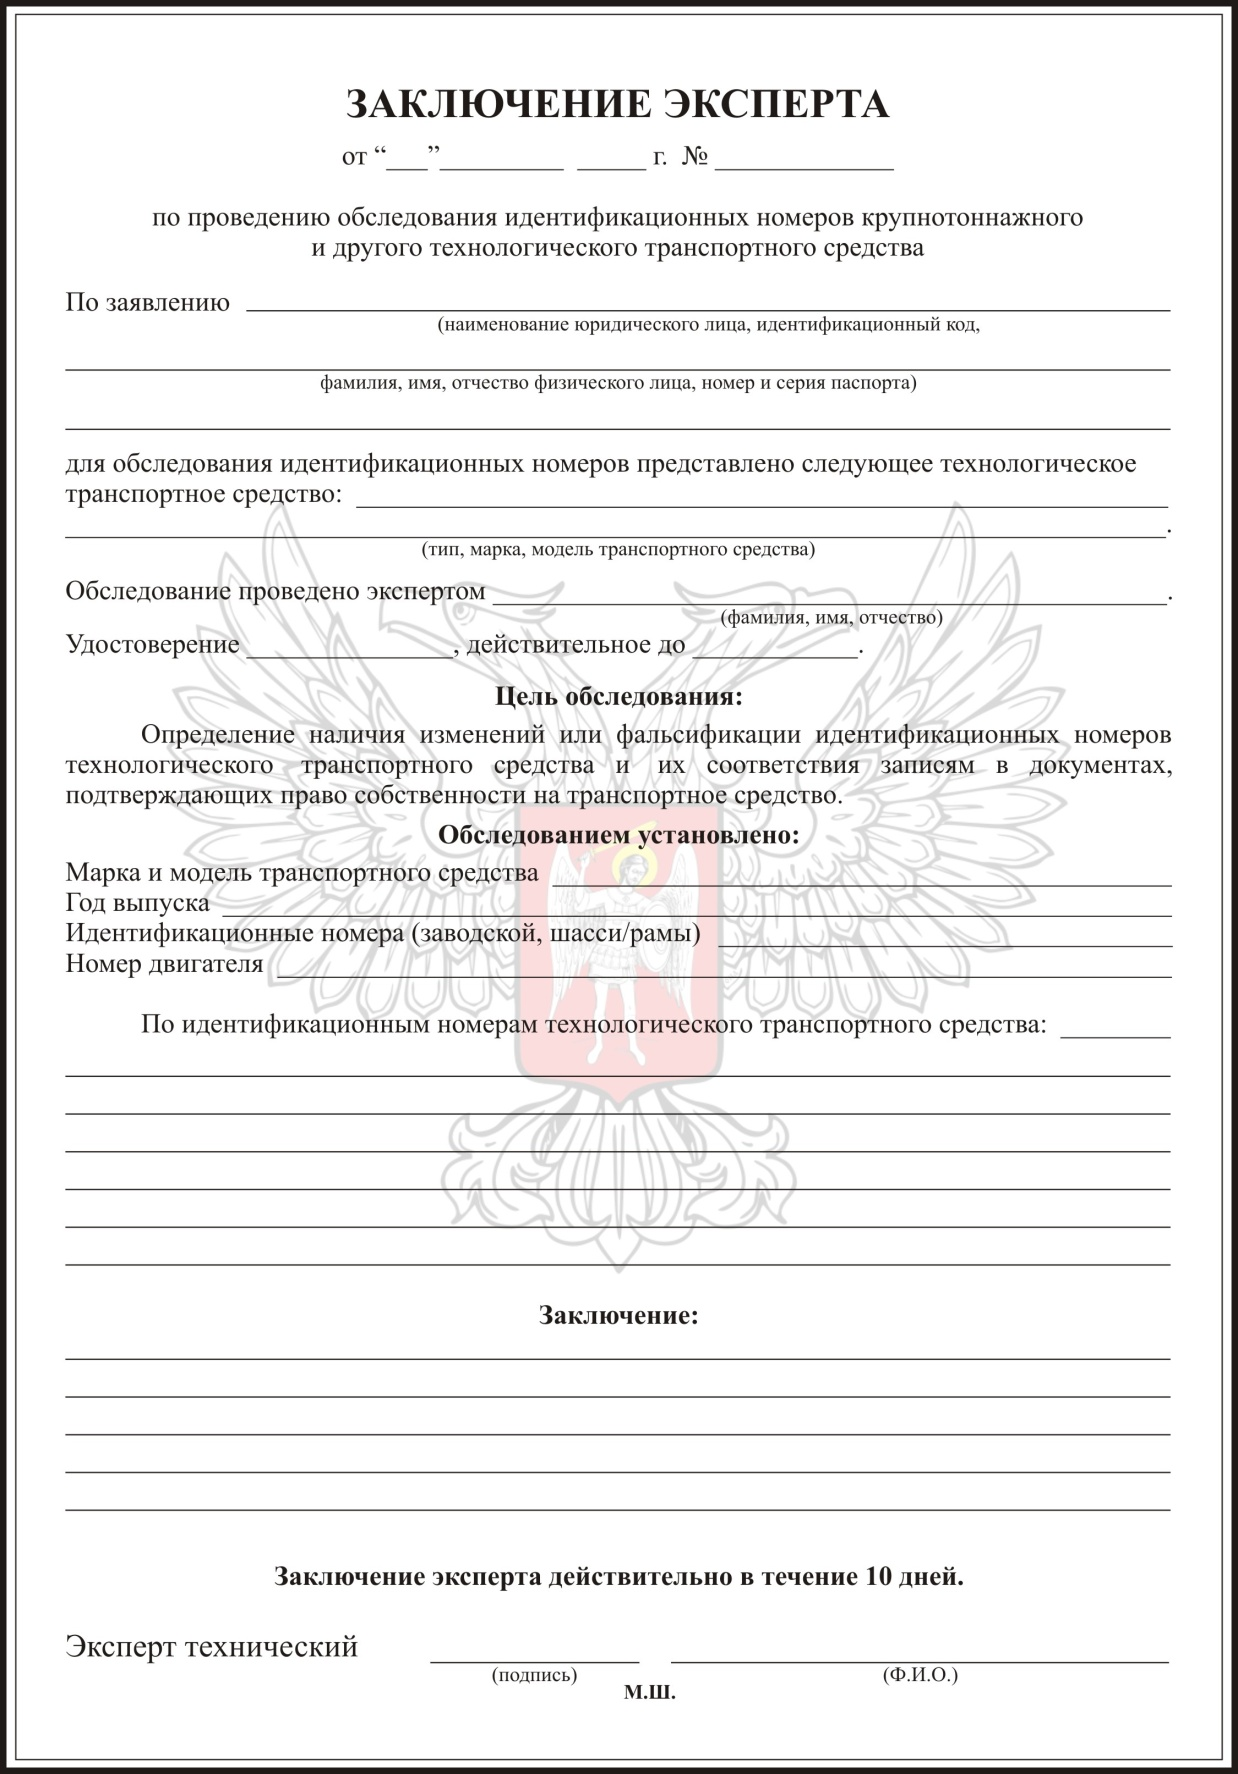 ЗАКЛЮЧЕНИЕ ЭКСПЕРТА
от “___”_________ _____ г. № _____________
по проведению обследования идентификационных номеров крупнотоннажного
и другого технологического транспортного средства
По заявлению
(наименование юридического лица, идентификационный код,
фамилия, имя, отчество физического лица, номер и серия паспорта)
для обследования идентификационных номеров представлено следующее технологическое
транспортное средство:
.
(тип, марка, модель транспортного средства)
Обследование проведено экспертом ____________________.
(фамилия, имя, отчество)
Удостоверение _______________, действительное до ____________.
Цель обследования:
Определение наличия изменений или фальсификации идентификационных номеров
технологического транспортного средства и их соответствия записям в документах,
подтверждающих право собственности на транспортное средство.
Обследованием установлено:
Марка и модель транспортного средства
Год выпуска
Идентификационные номера (заводской, шасси/рамы)
Номер двигателя
По идентификационным номерам технологического транспортного средства:
Заключение:
Заключение эксперта действительно в течение 10 дней.
Эксперт технический
(подпись) (Ф.И.О.)
М.Ш.